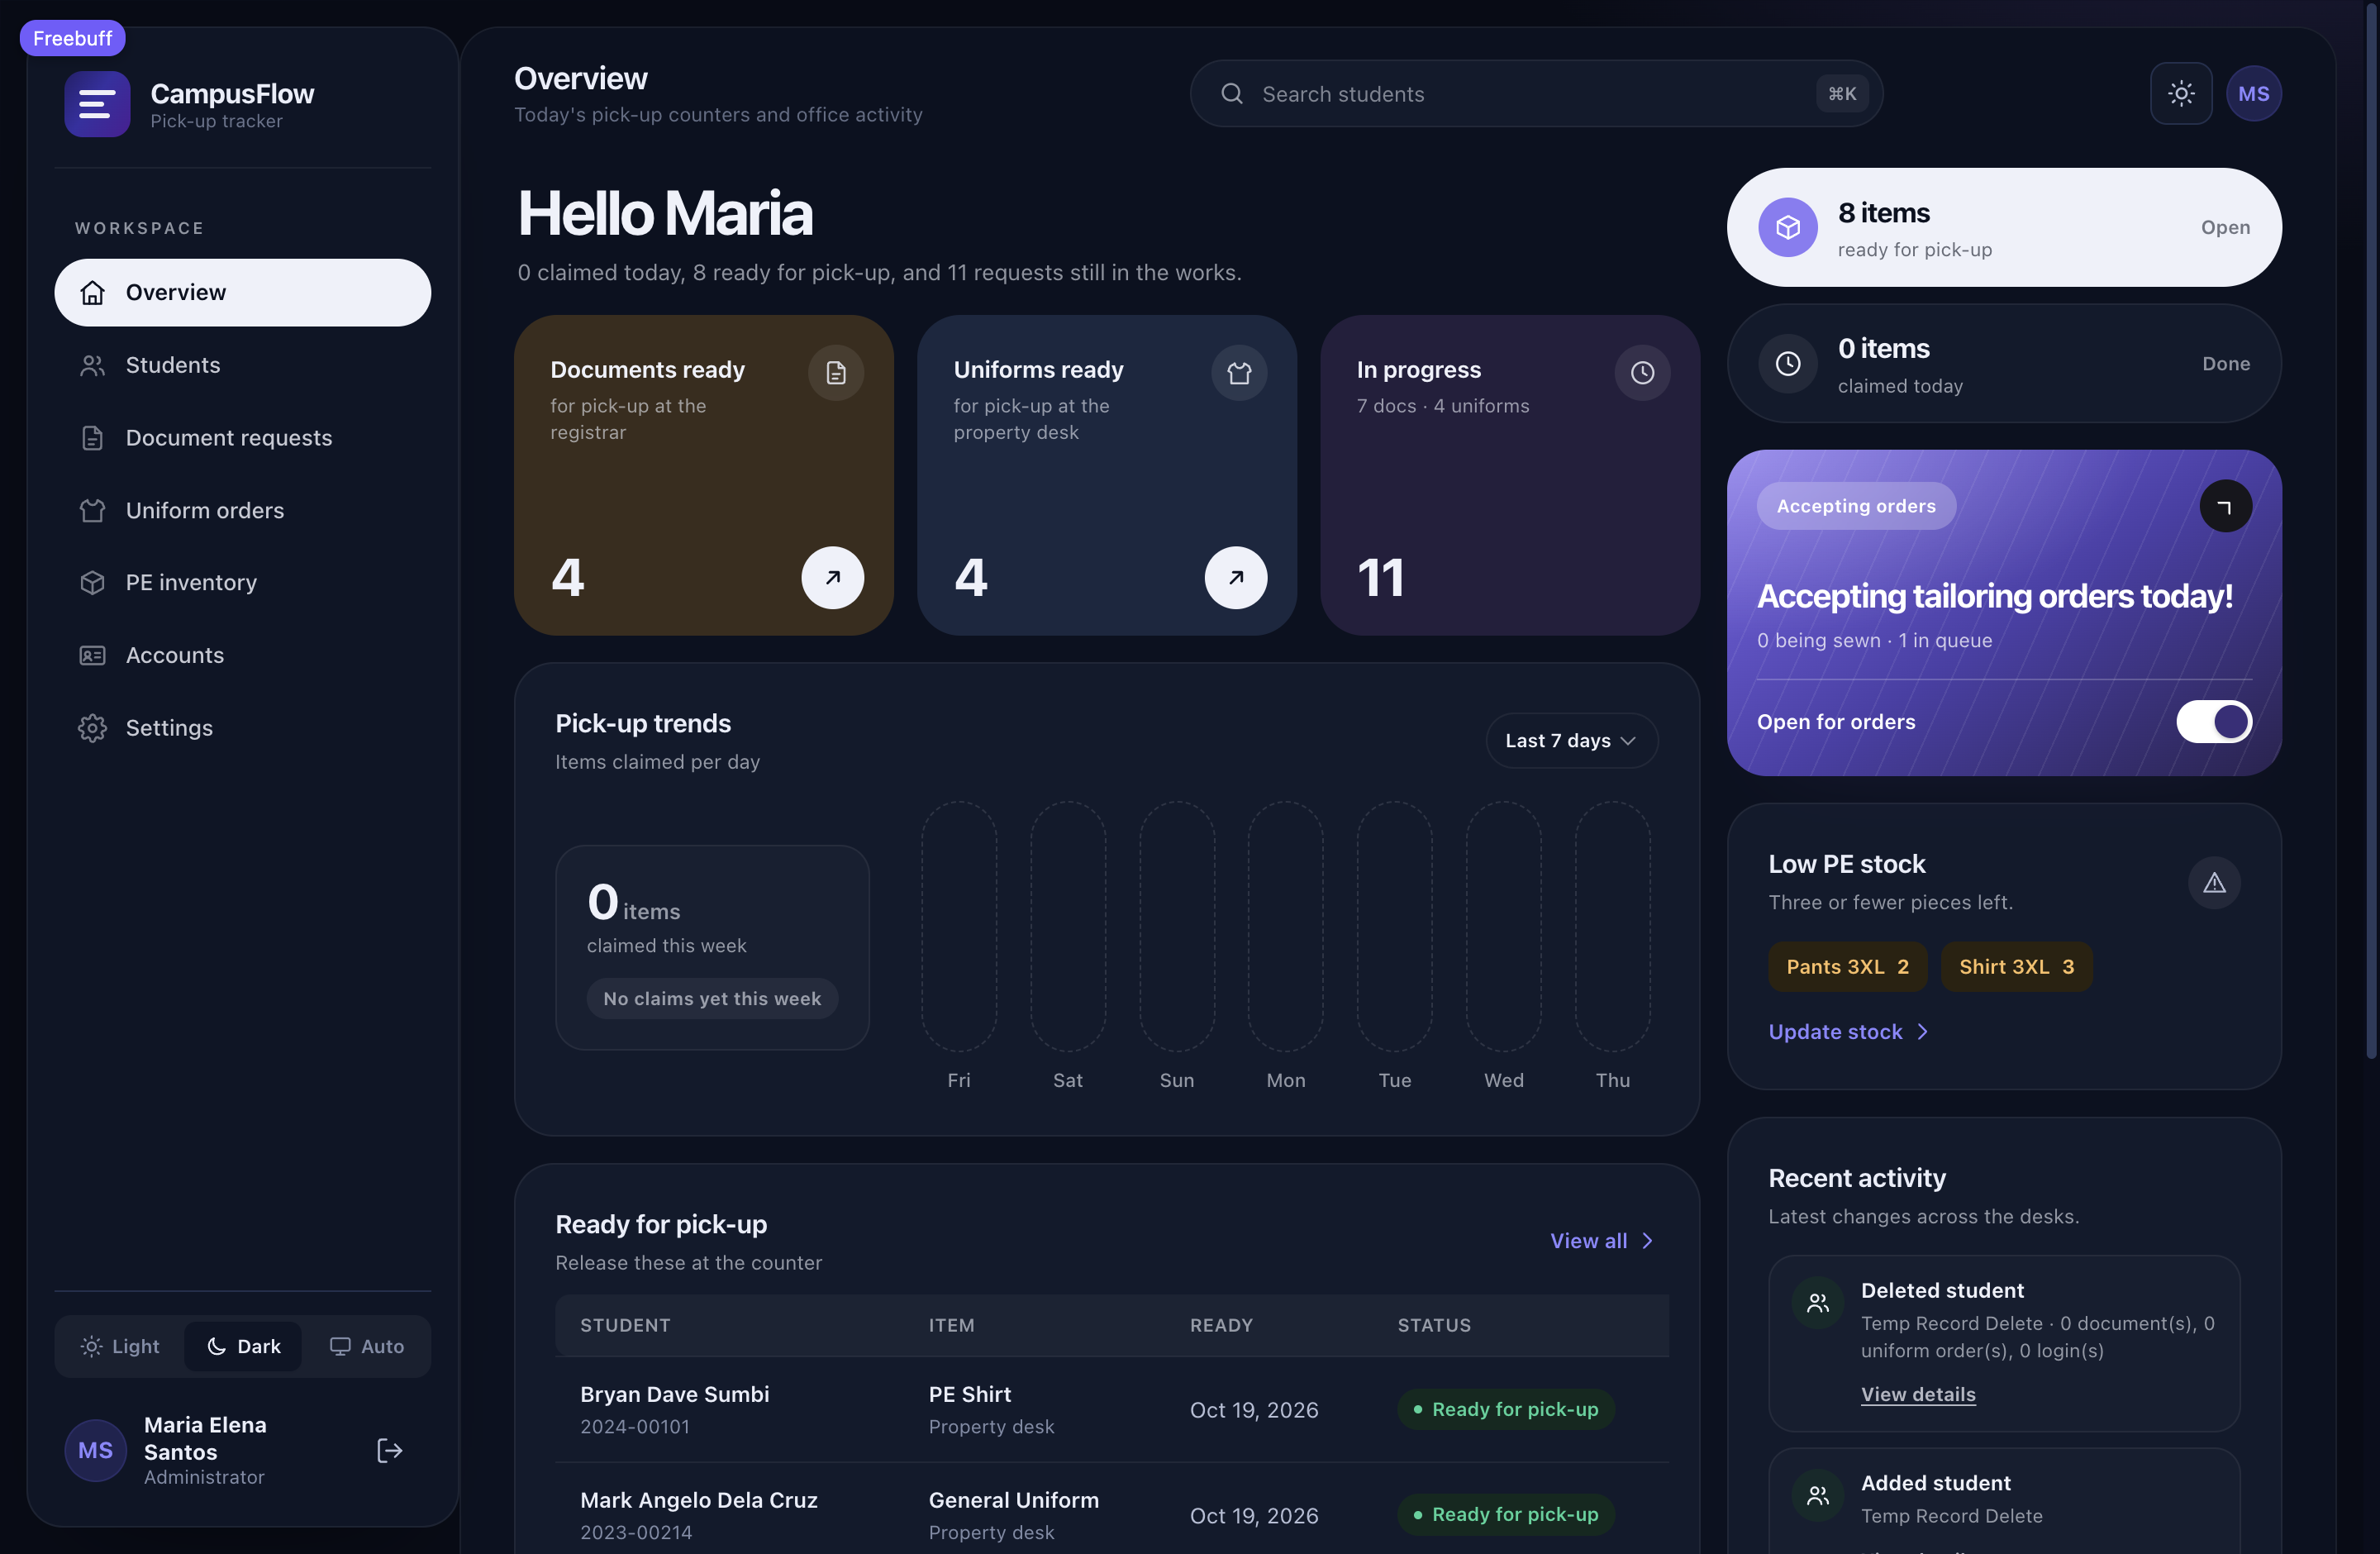 Freebuff
CampusFlow
Pick-up tracker
WORKSPACE
Overview
Students
Document requests
Uniform orders
PE inventory
Accounts
Settings
Light
Dark
Auto
MS
Maria Elena
Santos
Administrator
Overview
Today's pick-up counters and office activity
Search students
⌘K
MS
Hello Maria
0 claimed today, 8 ready for pick-up, and 11 requests still in the works.
Documents ready
for pick-up at the
registrar
4
Uniforms ready
for pick-up at the
property desk
4
In progress
7 docs · 4 uniforms
11
Pick-up trends
Items claimed per day
Last 7 days
0 items
claimed this week
No claims yet this week
Fri
Sat
Sun
Mon
Tue
Wed
Thu
Ready for pick-up
Release these at the counter
View all
STUDENT ITEM READY STATUS
Bryan Dave Sumbi PE Shirt Oct 19, 2026 Ready for pick-up
2024-00101 Property desk
Mark Angelo Dela Cruz General Uniform Oct 19, 2026 Ready for pick-up
2023-00214 Property desk
8 items
ready for pick-up
Open
0 items
claimed today
Done
Accepting orders
Accepting tailoring orders today!
0 being sewn · 1 in queue
Open for orders
Low PE stock
Three or fewer pieces left.
Pants 3XL 2
Shirt 3XL 3
Update stock
Recent activity
Latest changes across the desks.
Deleted student
Temp Record Delete · 0 document(s), 0
uniform order(s), 0 login(s)
View details
Added student
Temp Record Delete